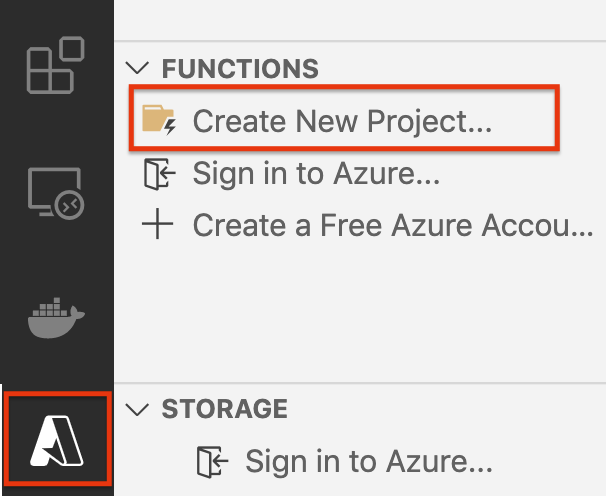 FUNCTIONS
Create New Project...
Sign in to Azure...
Create a Free Azure Accou...
STORAGE
Sign in to Azure...